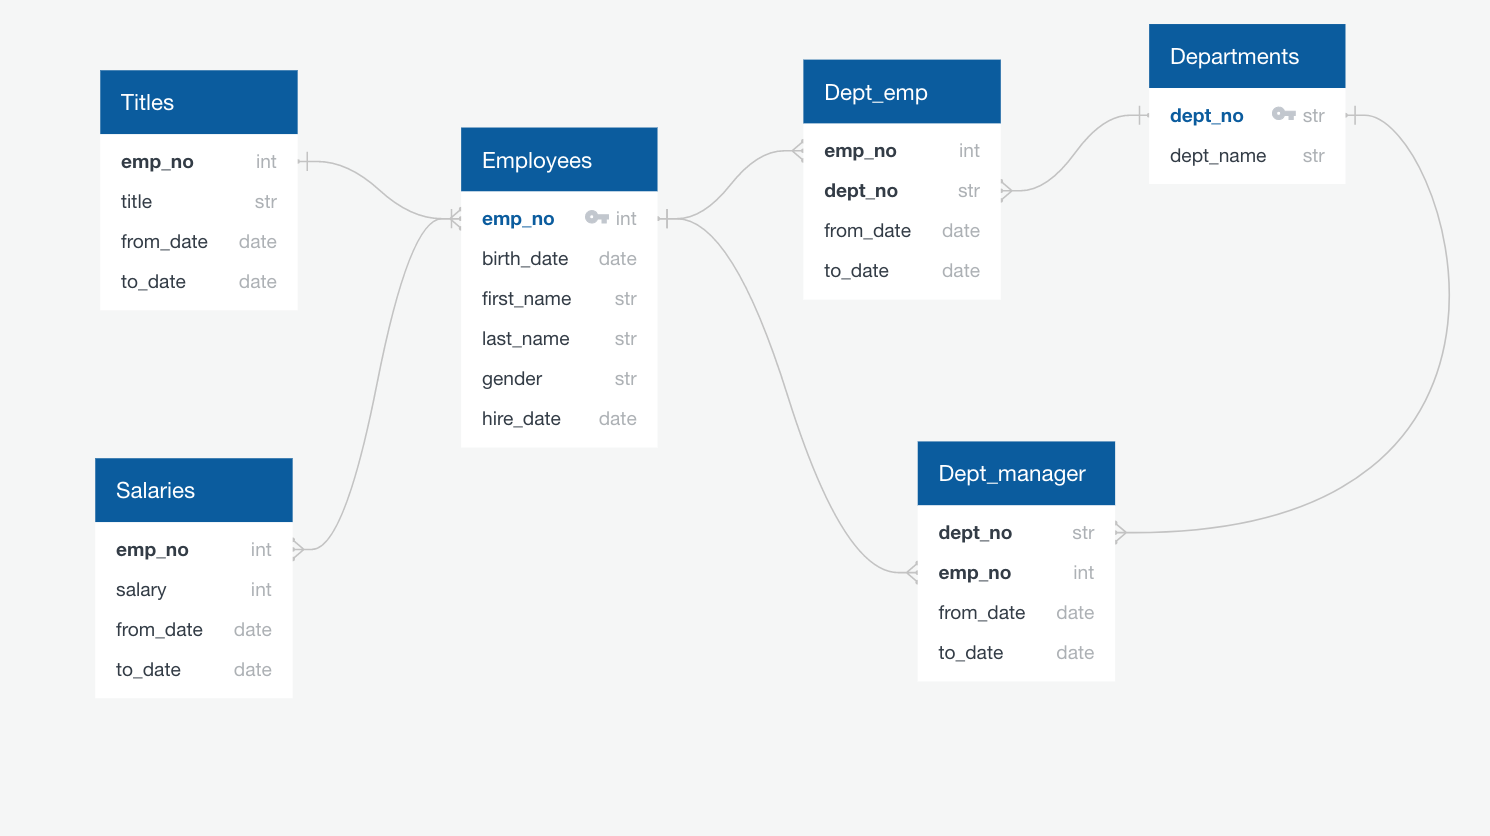 Titles
emp_no int
title str
from_date date
to_date date
Employees
emp_no int
birth_date date
first_name str
last_name str
gender str
hire_date date
Dept_emp
emp_no int
dept_no str
from_date date
to_date date
Departments
dept_no str
dept_name str
Salaries
emp_no int
salary int
from_date date
to_date date
Dept_manager
dept_no str
emp_no int
from_date date
to_date date